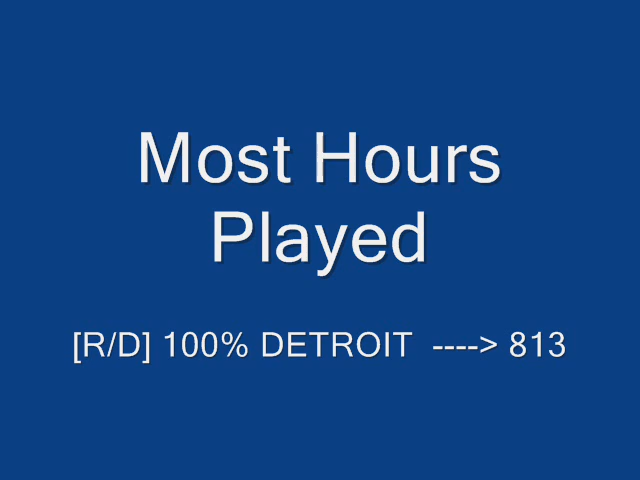 Most Hours
Played
[R/D] 100% DETROIT ----> 813